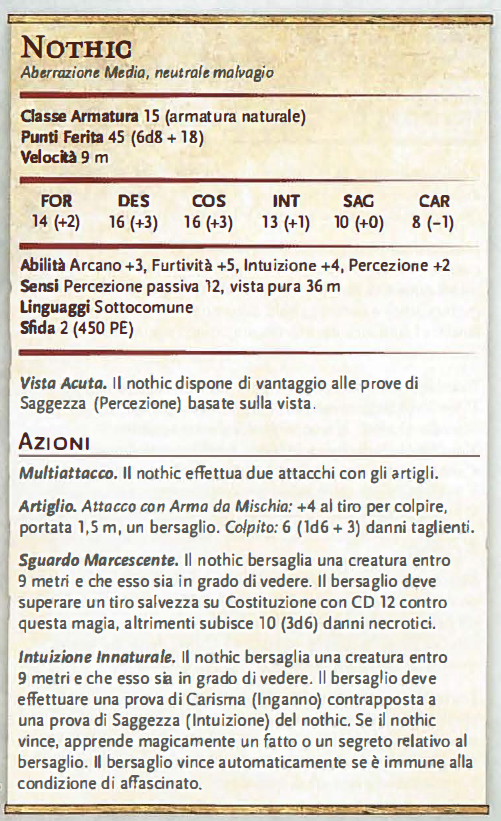 NOTHIC
Aberrazione Media, neutrale malvagio
Classe Armatura 15 (armatura naturale)
Punti Ferita 45 (6d8 + 18)
Velocità 9 m
FOR DES COS INT SAG CAR
14 (+2) 16 (+3) 16 (+3) 13 (+1) 10 (+0) 8 (–1)
Abilità Arcano +3, Furtività +5, Intuizione +4, Percezione +2
Sensi Percezione passiva 12, vista pura 36 m
Linguaggi Sottocomune
Sfida 2 (450 PE)
Vista Acuta. Il nothic dispone di vantaggio alle prove di
Saggezza (Percezione) basate sulla vista.
AZIONI
Multiattacco. Il nothic effettua due attacchi con gli artigli.
Artiglio. Attacco con Arma da Mischia: +4 al tiro per colpire,
portata 1,5 m, un bersaglio. Colpito: 6 (1d6 + 3) danni taglienti.
Sguardo Marcescente. Il nothic bersaglia una creatura entro
9 metri e che esso sia in grado di vedere. Il bersaglio deve
superare un tiro salvezza su Costituzione con CD 12 contro
questa magia, altrimenti subisce 10 (3d6) danni necrotici.
Intuizione Innaturale. Il nothic bersaglia una creatura entro
9 metri e che esso sia in grado di vedere. Il bersaglio deve
effettuare una prova di Carisma (Inganno) contrapposta a
una prova di Saggezza (Intuizione) del nothic. Se il nothic
vince, apprende magicamente un fatto o un segreto relativo al
bersaglio. Il bersaglio vince automaticamente se è immune alla
condizione di affascinato.